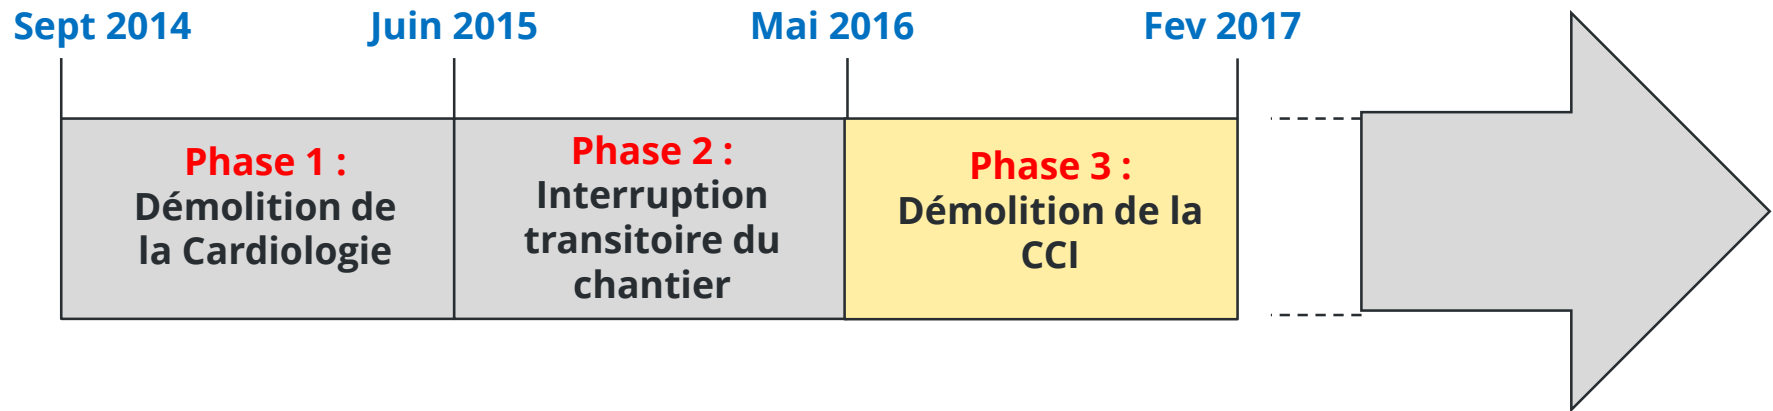 Sept 2014
Juin 2015
Mai 2016
Fev 2017
Phase 1 :
Démolition de
la Cardiologie
Phase 2 :
Interruption
transitoire du
chantier
Phase 3 :
Démolition de la
CCI